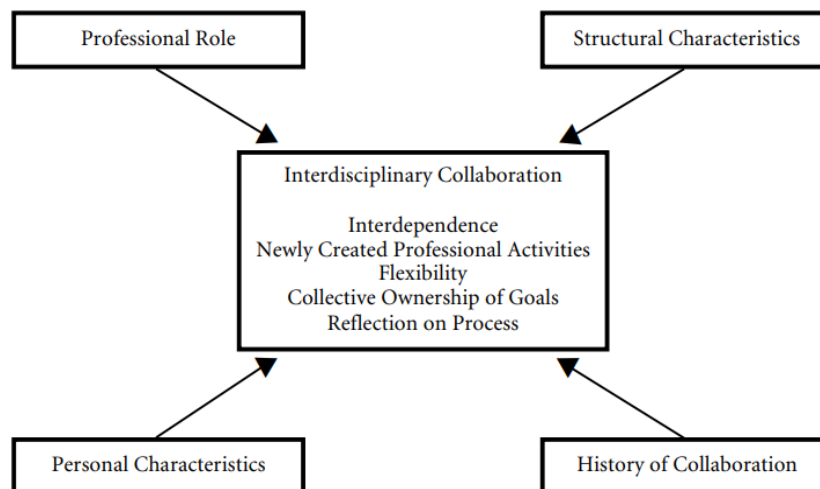 Professional Role
Structural Characteristics
Interdisciplinary Collaboration
Interdependence
Newly Created Professional Activities
Flexibility
Collective Ownership of Goals
Reflection on Process
Personal Characteristics
History of Collaboration